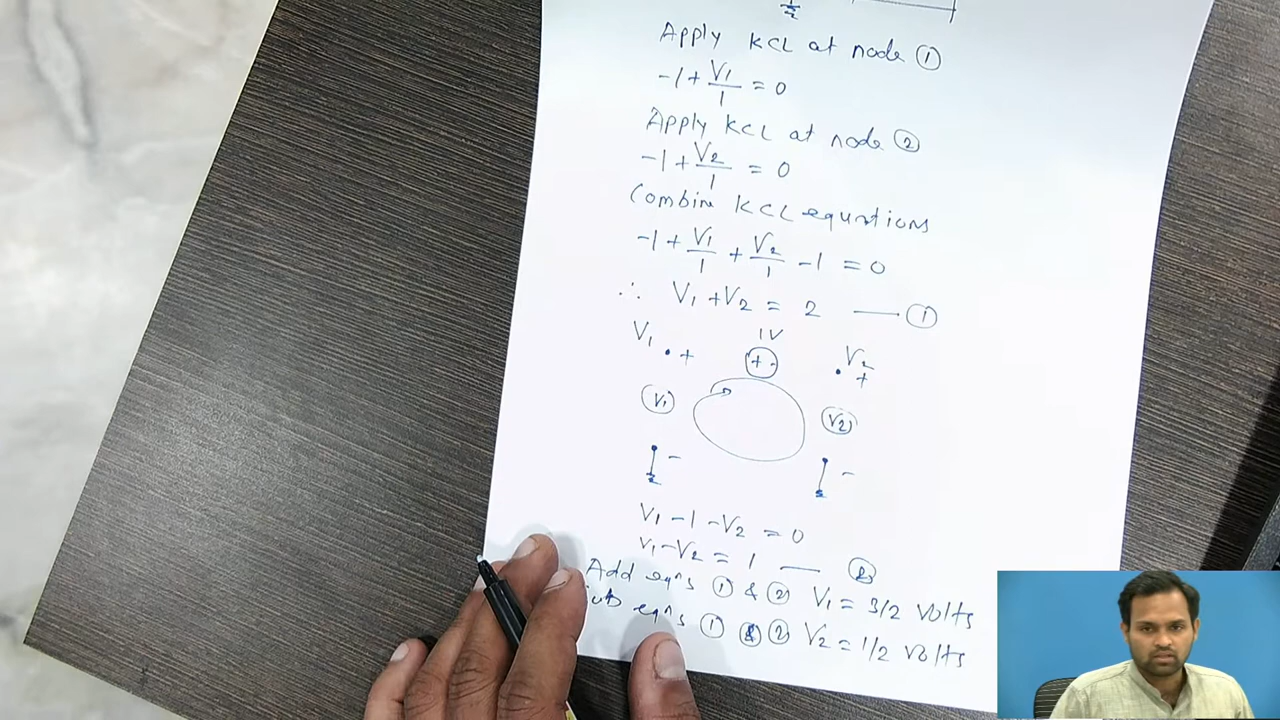 Apply KCL at node ①
-1 + V1/1 = 0
Apply KCL at node ②
-1 + V2/1 = 0
Combine KCL equations
-1 + V1/1 + V2/1 - 1 = 0
∴ V1 + V2 = 2 —— ①
1V
V1 . + + - . V2 +
V1 V2
- -
V1 - 1 - V2 = 0
V1 - V2 = 1 —— ②
Add eqns ① & ② V1 = 3/2 Volts
eqns ① & ② V2 = 1/2 Volts